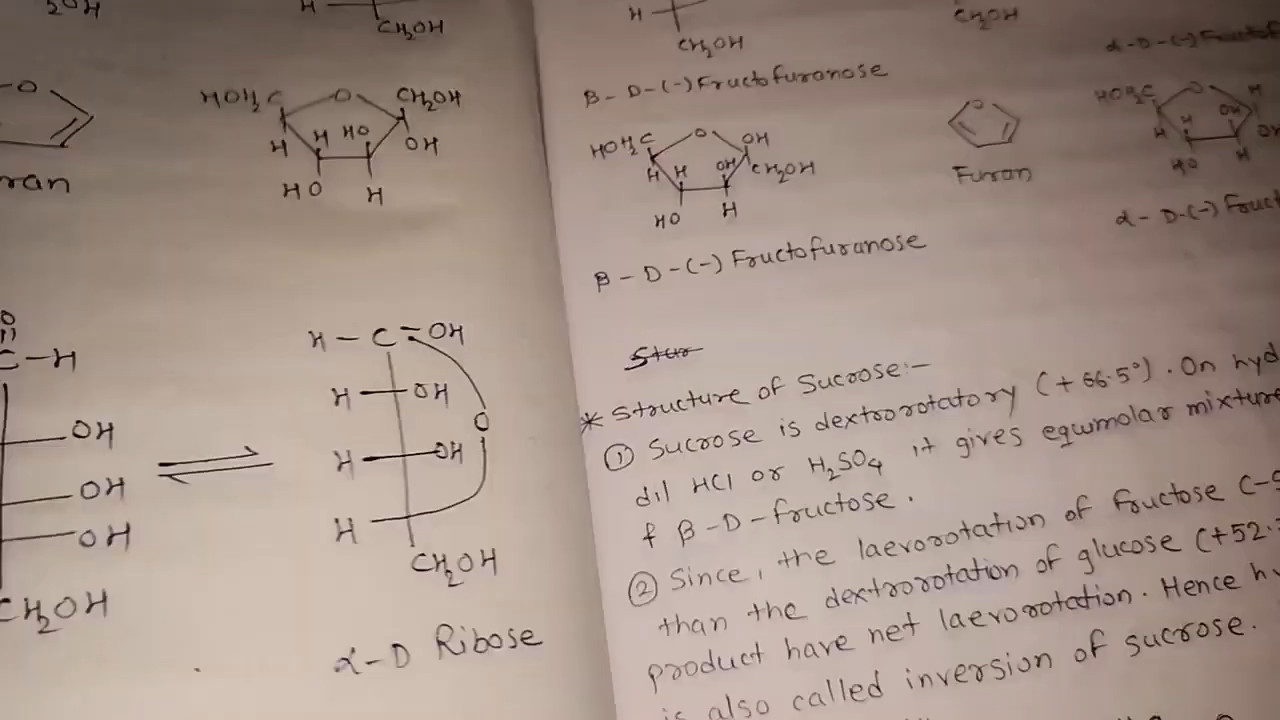 H
CH₂OH
O
HOH₂C O CH₂OH
H H HO OH
HO H
H - C - OH
C - H
H OH
OH
O
H OH
OH
H
OH
CH₂OH
CH₂OH
α-D Ribose
H
CH₂OH
CH₂OH
β-D-(-) Fructofuranose
HOH₂C O OH
H H OH CH₂OH
HO H
O
Furan
HOH₂C O H
H H OH
HO H
β-D-(-) Fructofuranose
α-D-(-)
* Structure of Sucrose:-
① Sucrose is dextrorotatory (+66.5°). On
dil HCl or H₂SO₄ it gives equimolar mixture
f β-D-fructose.
② Since, the laevorotation of fructose
than the dextrorotation of glucose (+52.
product have net laevorotation. Hence
is also called inversion of sucrose.